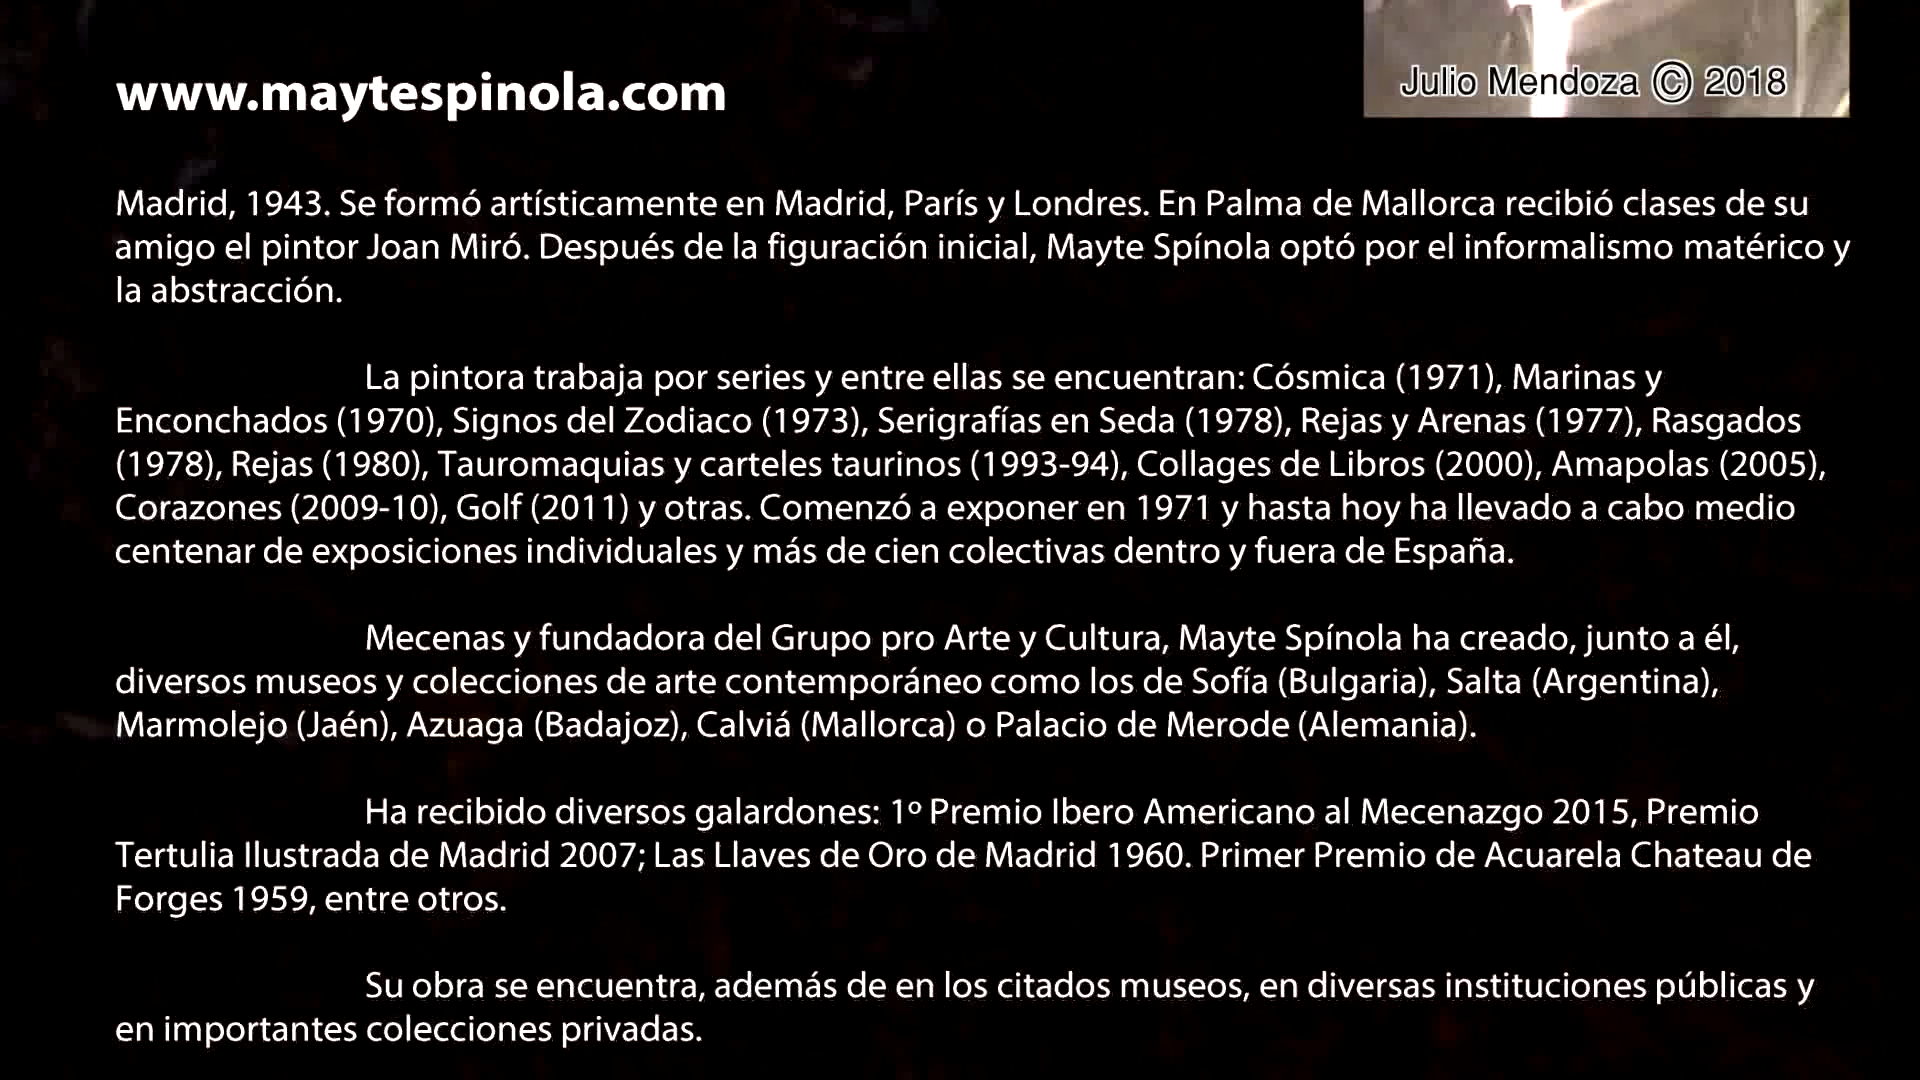 www.maytespinola.com
Julio Mendoza © 2018
Madrid, 1943. Se formó artísticamente en Madrid, París y Londres. En Palma de Mallorca recibió clases de su
amigo el pintor Joan Miró. Después de la figuración inicial, Mayte Spínola optó por el informalismo matérico y
la abstracción.
La pintora trabaja por series y entre ellas se encuentran: Cósmica (1971), Marinas y
Enconchados (1970), Signos del Zodiaco (1973), Serigrafías en Seda (1978), Rejas y Arenas (1977), Rasgados
(1978), Rejas (1980), Tauromaquias y carteles taurinos (1993-94), Collages de Libros (2000), Amapolas (2005),
Corazones (2009-10), Golf (2011) y otras. Comenzó a exponer en 1971 y hasta hoy ha llevado a cabo medio
centenar de exposiciones individuales y más de cien colectivas dentro y fuera de España.
Mecenas y fundadora del Grupo pro Arte y Cultura, Mayte Spínola ha creado, junto a él,
diversos museos y colecciones de arte contemporáneo como los de Sofía (Bulgaria), Salta (Argentina),
Marmolejo (Jaén), Azuaga (Badajoz), Calviá (Mallorca) o Palacio de Merode (Alemania).
Ha recibido diversos galardones: 1º Premio Ibero Americano al Mecenazgo 2015, Premio
Tertulia Ilustrada de Madrid 2007; Las Llaves de Oro de Madrid 1960. Primer Premio de Acuarela Chateau de
Forges 1959, entre otros.
Su obra se encuentra, además de en los citados museos, en diversas instituciones públicas y
en importantes colecciones privadas.